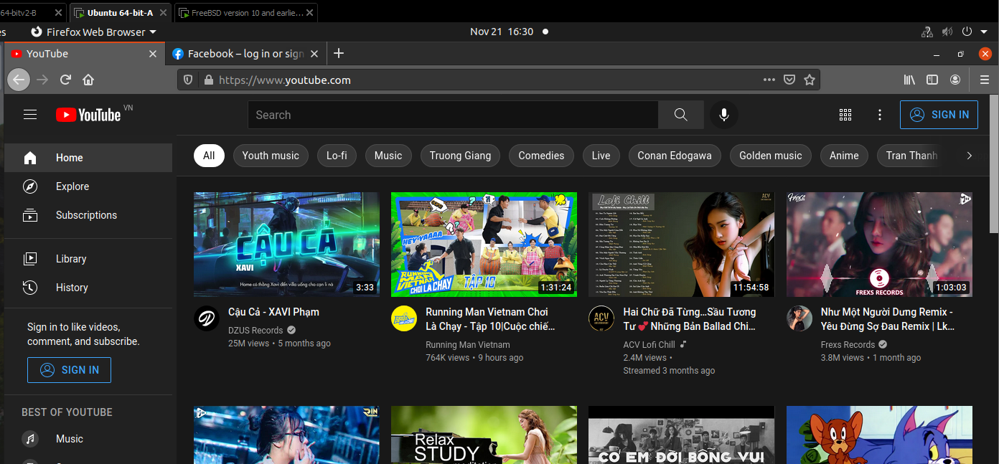 64-bitv2-B
Ubuntu 64-bit-A
FreeBSD version 10 and earlie...
es
Firefox Web Browser
Nov 21 16:30
YouTube
Facebook – log in or sign
https://www.youtube.com
YouTube VN
Search
SIGN IN
Home
Explore
Subscriptions
Library
History
Sign in to like videos,
comment, and subscribe.
SIGN IN
BEST OF YOUTUBE
Music
All
Youth music
Lo-fi
Music
Truong Giang
Comedies
Live
Conan Edogawa
Golden music
Anime
Tran Thanh
CẬU CẢ
XAVI
Home có thằng Xavi đến villa uống cho cạn li nà
3:33
Cậu Cả - XAVI Phạm
DZUS Records
25M views • 5 months ago
HEY-YAAAA
RUNNING MAN
VIETNAM
CHƠI LÀ CHẠY
TẬP 10
1:31:24
Running Man Vietnam Chơi
Là Chạy - Tập 10|Cuộc chiế...
Running Man Vietnam
764K views • 9 hours ago
Lofi Chill
ACV
11:54:58
ACV
Hai Chữ Đã Từng...Sầu Tương
Tư 💕 Những Bản Ballad Chi...
ACV Lofi Chill
2.4M views •
Streamed 3 months ago
Frexs
FREXS RECORDS
1:03:03
Như Một Người Dưng Remix -
Yêu Đừng Sợ Đau Remix | Lk...
Frexs Records
3.8M views • 1 month ago
RIN
Relax
STUDY
meditation
CÓ EM ĐỜI BỖNG VUI